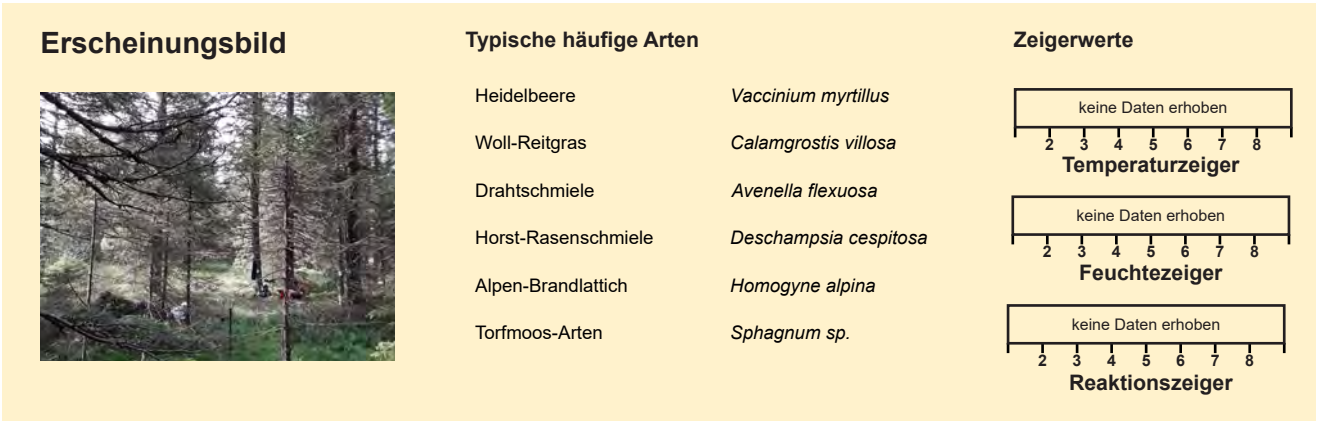 Erscheinungsbild
Typische häufige Arten
Heidelbeere Vaccinium myrtillus
Woll-Reitgras Calamgrostis villosa
Drahtschmiele Avenella flexuosa
Horst-Rasenschmiele Deschampsia cespitosa
Alpen-Brandlattich Homogyne alpina
Torfmoos-Arten Sphagnum sp.
Zeigerwerte
keine Daten erhoben
2 3 4 5 6 7 8
Temperaturzeiger
keine Daten erhoben
2 3 4 5 6 7 8
Feuchtezeiger
keine Daten erhoben
2 3 4 5 6 7 8
Reaktionszeiger